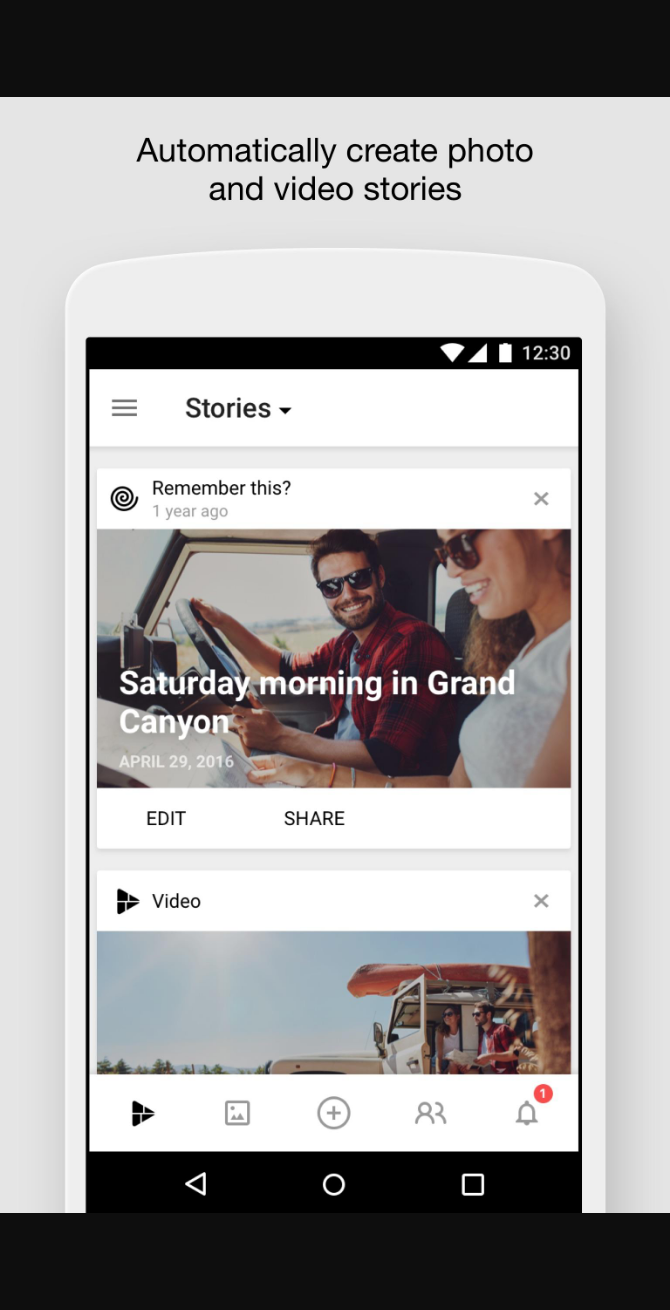 Automatically create photo
and video stories
12:30
Stories
Remember this?
1 year ago
Saturday morning in Grand
Canyon
APRIL 29, 2016
EDIT SHARE
Video
1